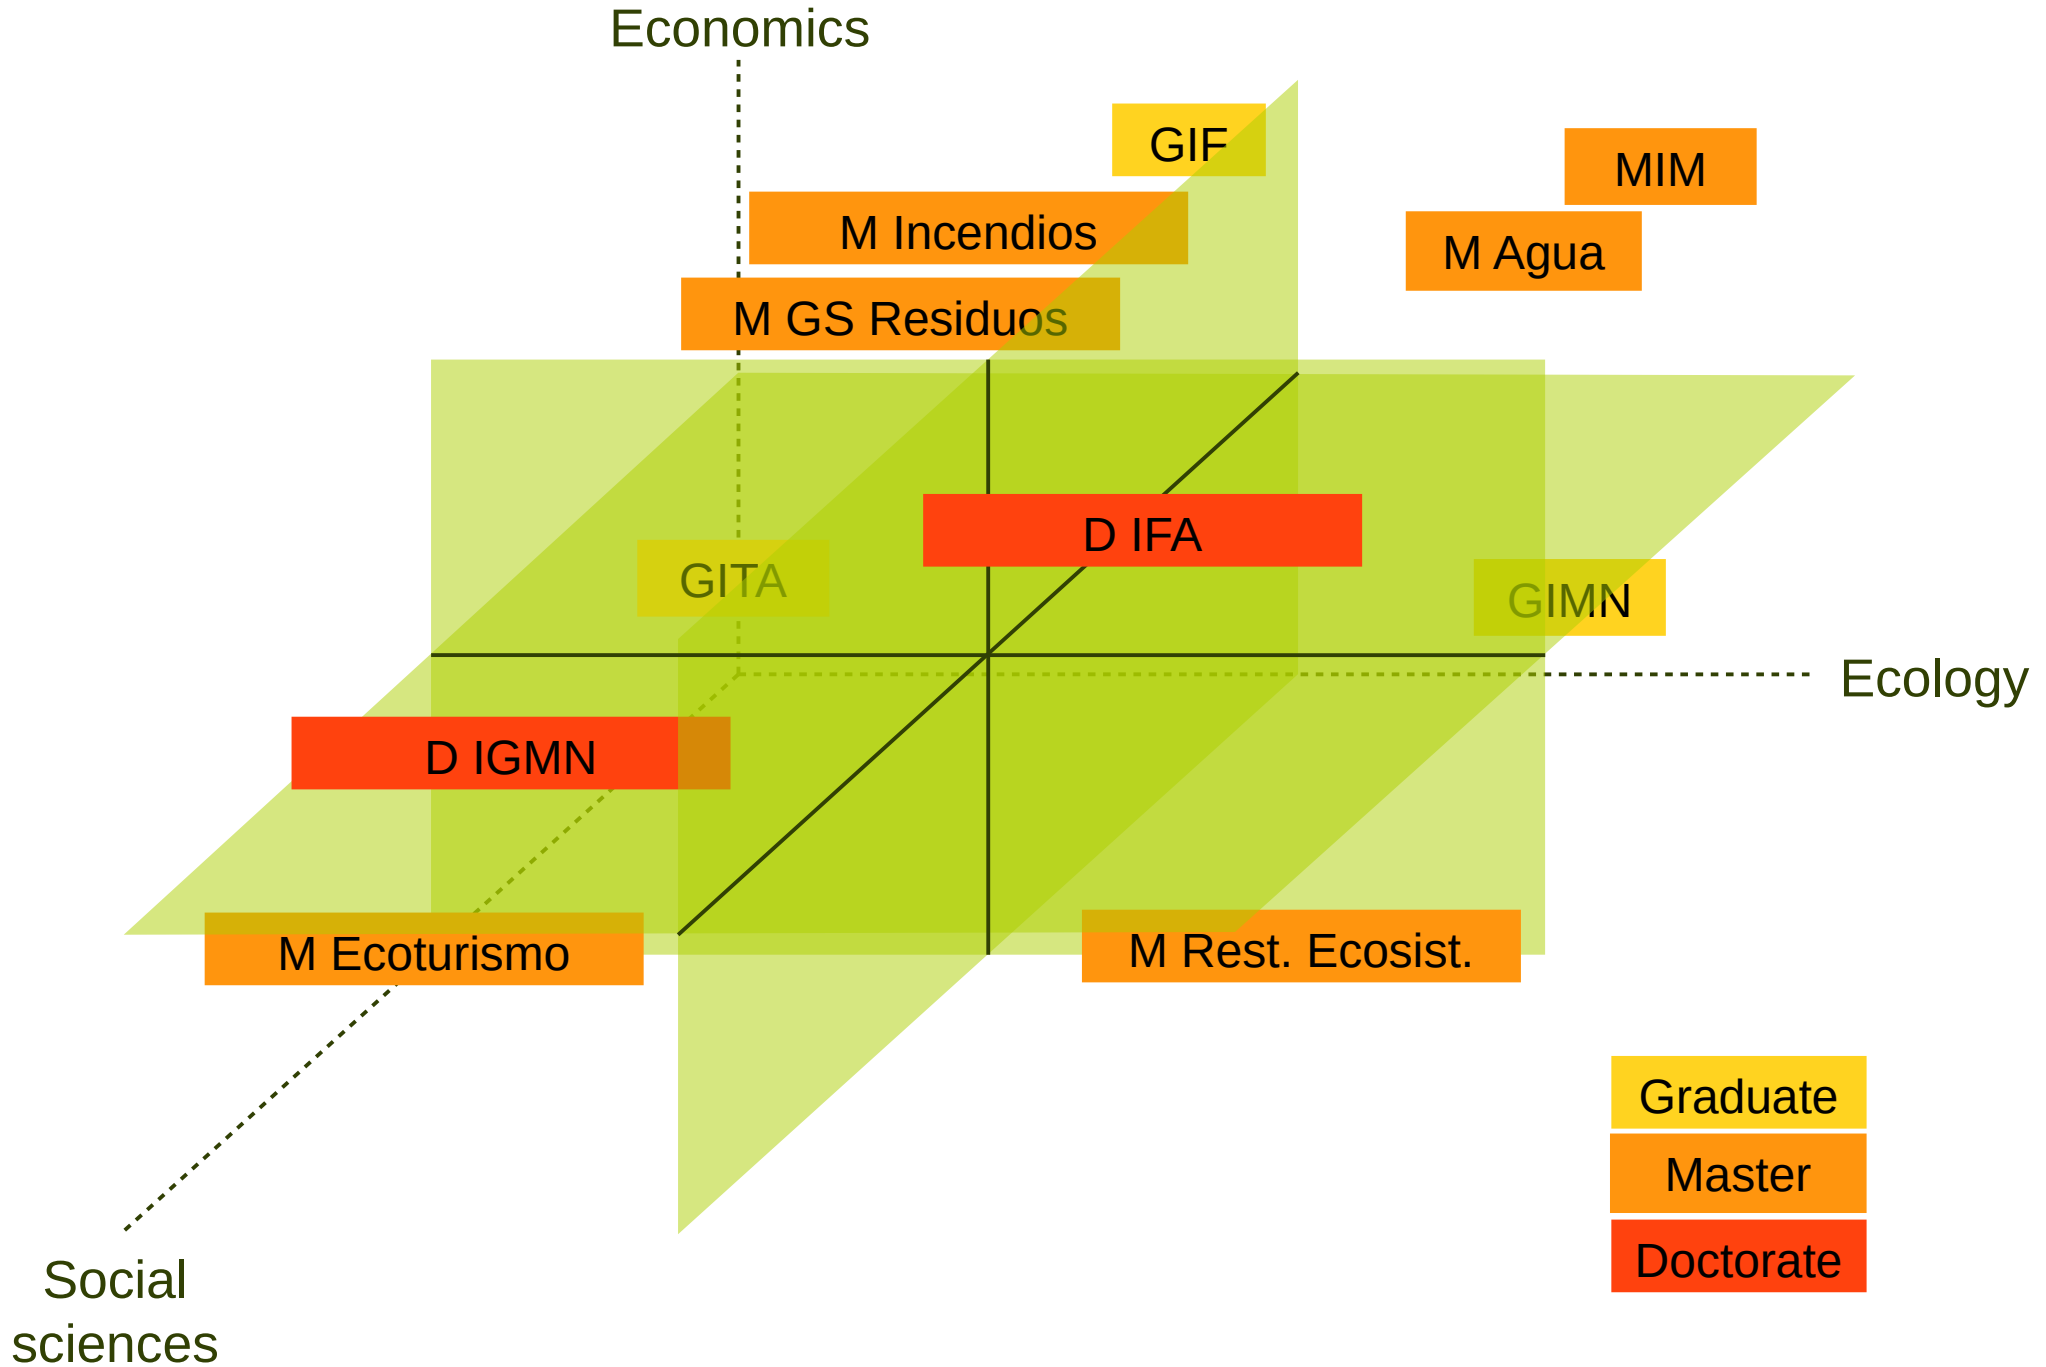 Economics
GIF
MIM
M Incendios
M Agua
M GS Residuos
D IFA
GITA
GIMN
Ecology
D IGMN
M Ecoturismo
M Rest. Ecosist.
Graduate
Master
Doctorate
Social
sciences